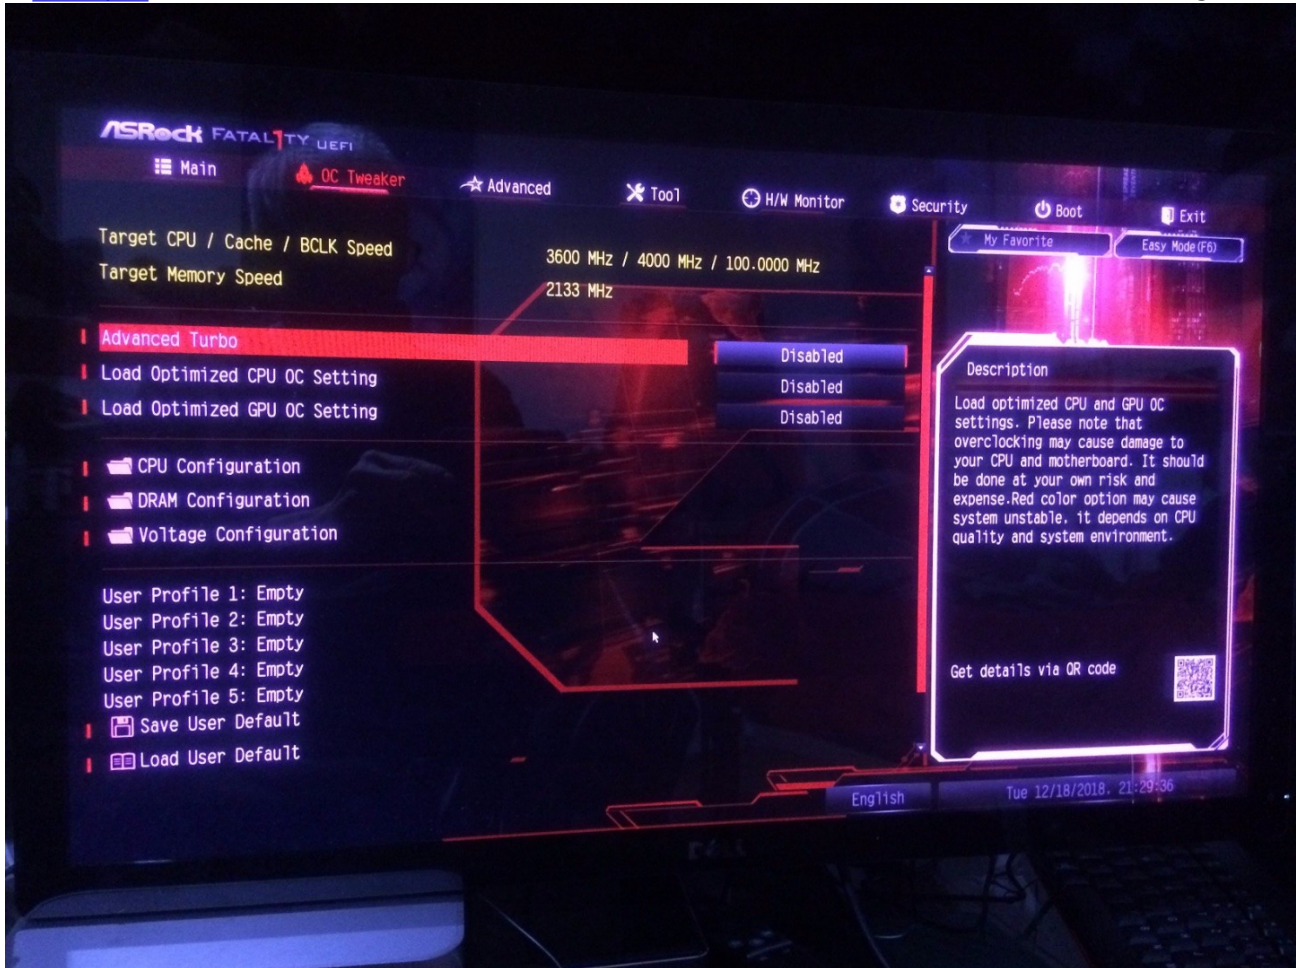 ASRock FATAL1TY UEFI
Main
OC Tweaker
Advanced
Tool
H/W Monitor
Security
Boot
Exit
My Favorite
Easy Mode(F6)
Target CPU / Cache / BCLK Speed
3600 MHz / 4000 MHz / 100.0000 MHz
Target Memory Speed
2133 MHz
Advanced Turbo
Disabled
Load Optimized CPU OC Setting
Disabled
Load Optimized GPU OC Setting
Disabled
CPU Configuration
DRAM Configuration
Voltage Configuration
User Profile 1: Empty
User Profile 2: Empty
User Profile 3: Empty
User Profile 4: Empty
User Profile 5: Empty
Save User Default
Load User Default
Description
Load optimized CPU and GPU OC
settings. Please note that
overclocking may cause damage to
your CPU and motherboard. It should
be done at your own risk and
expense.Red color option may cause
system unstable. it depends on CPU
quality and system environment.
Get details via QR code
English
Tue 12/18/2018. 21:29:36
DELL